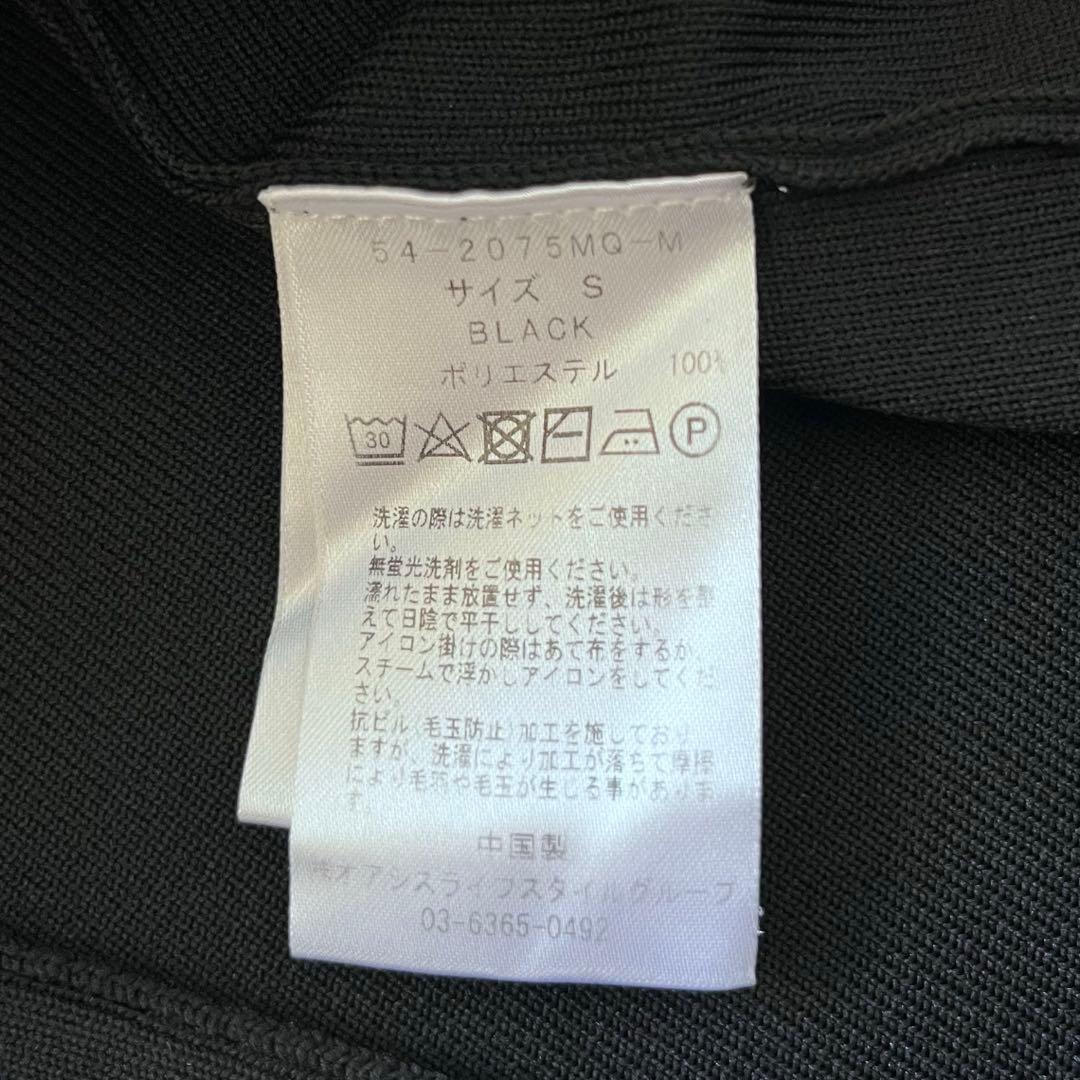 54-2075MQ-M
サイズ S
BLACK
ポリエステル 100%
30
P
洗濯の際は洗濯ネットをご使用くださ
い。
無蛍光洗剤をご使用ください。
濡れたまま放置せず、洗濯後は形を整
えて日陰で平干ししてください。
アイロン掛けの際はあて布をするか、
スチームで浮かしアイロンをしてくだ
さい。
抗ピル(毛玉防止)加工を施しており
ますが、洗濯により加工が落ちて摩擦
により毛羽や毛玉が生じる事がありま
す。
中国製
㈱オアシスライフスタイルグループ
03-6365-0492